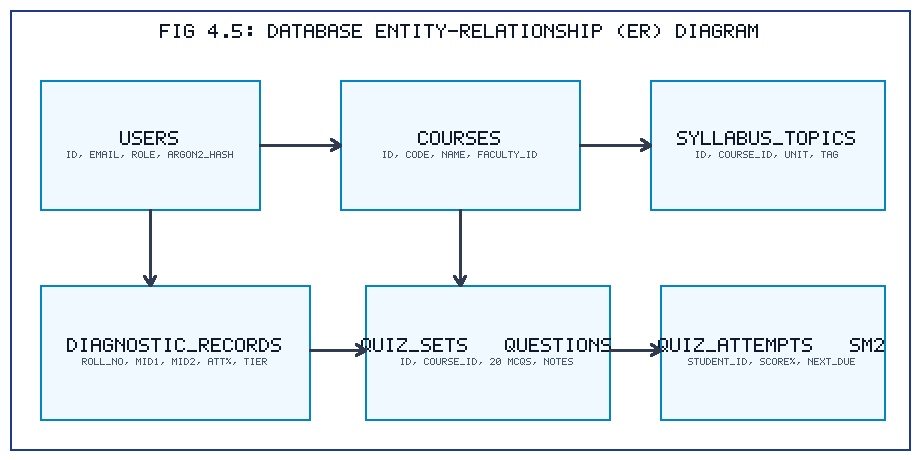 FIG 4.5: DATABASE ENTITY-RELATIONSHIP (ER) DIAGRAM
USERS
ID, EMAIL, ROLE, ARGON2_HASH
COURSES
ID, CODE, NAME, FACULTY_ID
SYLLABUS_TOPICS
ID, COURSE_ID, UNIT, TAG
DIAGNOSTIC_RECORDS
ROLL_NO, MID1, MID2, ATT%, TIER
QUIZ_SETS QUESTIONS
ID, COURSE_ID, 20 MCQS, NOTES
QUIZ_ATTEMPTS SM2
STUDENT_ID, SCORE%, NEXT_DUE